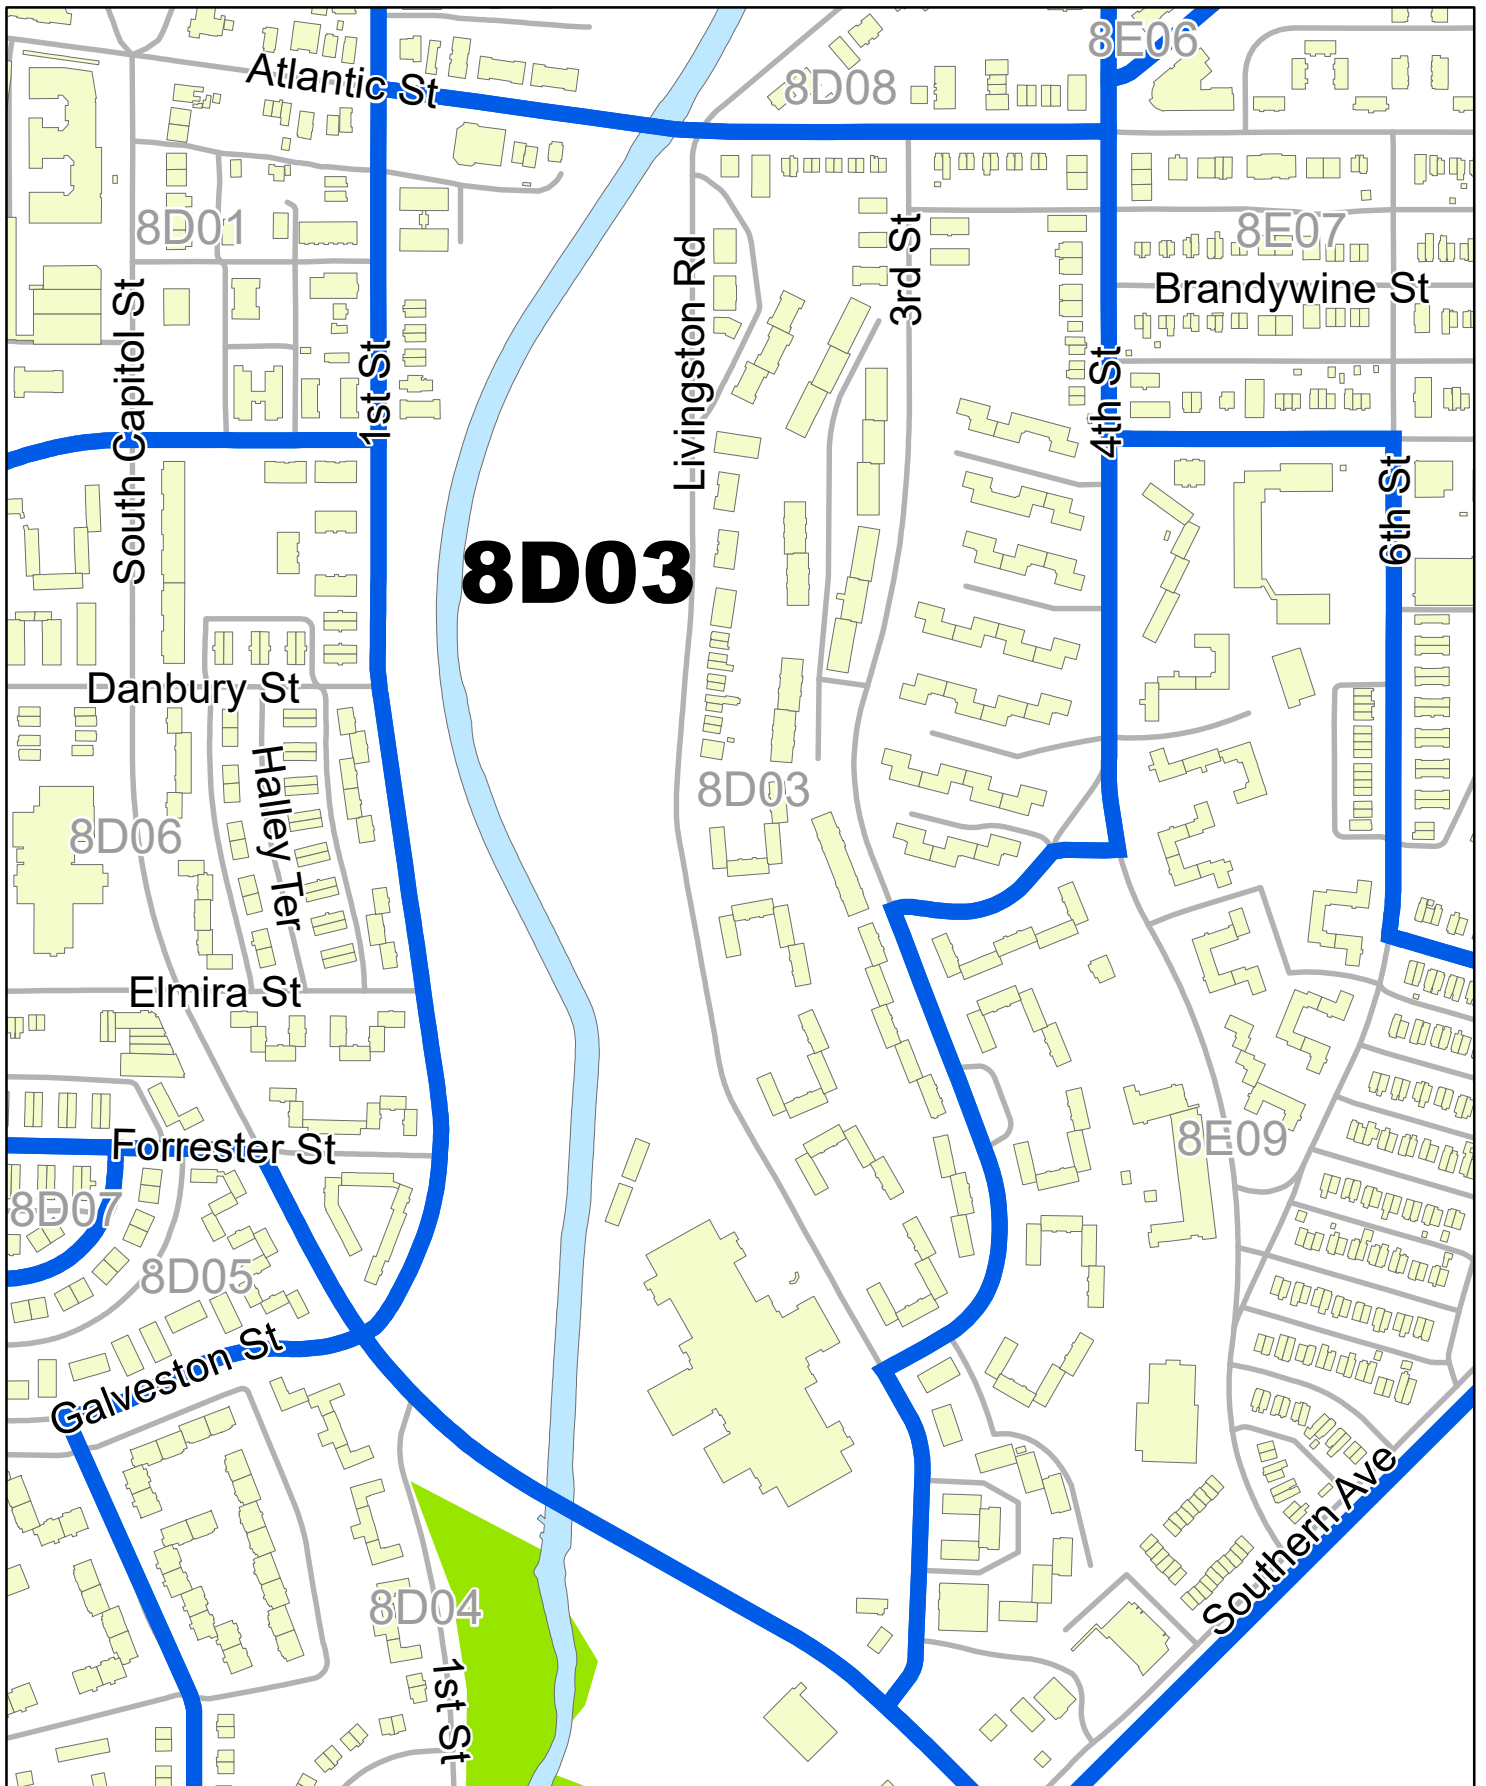 8E06
Atlantic St
8D08
8D01
8E07
3rd St
Livingston Rd
Brandywine St
South Capitol St
1st St
4th St
6th St
8D03
Danbury St
Halley Ter
8D03
8D06
Elmira St
Forrester St
8E09
8D07
8D05
Galveston St
Southern Ave
8D04
1st St